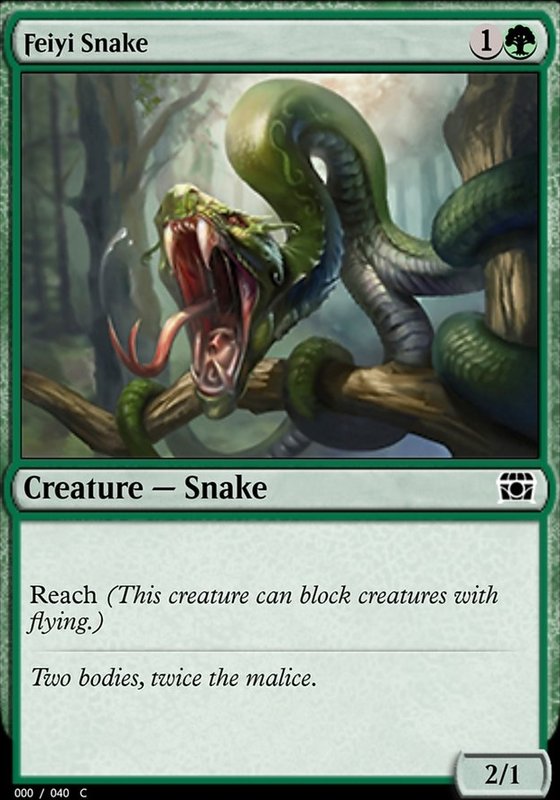 Feiyi Snake 1
Creature — Snake
Reach (This creature can block creatures with
flying.)
Two bodies, twice the malice.
2/1
000 / 040 C